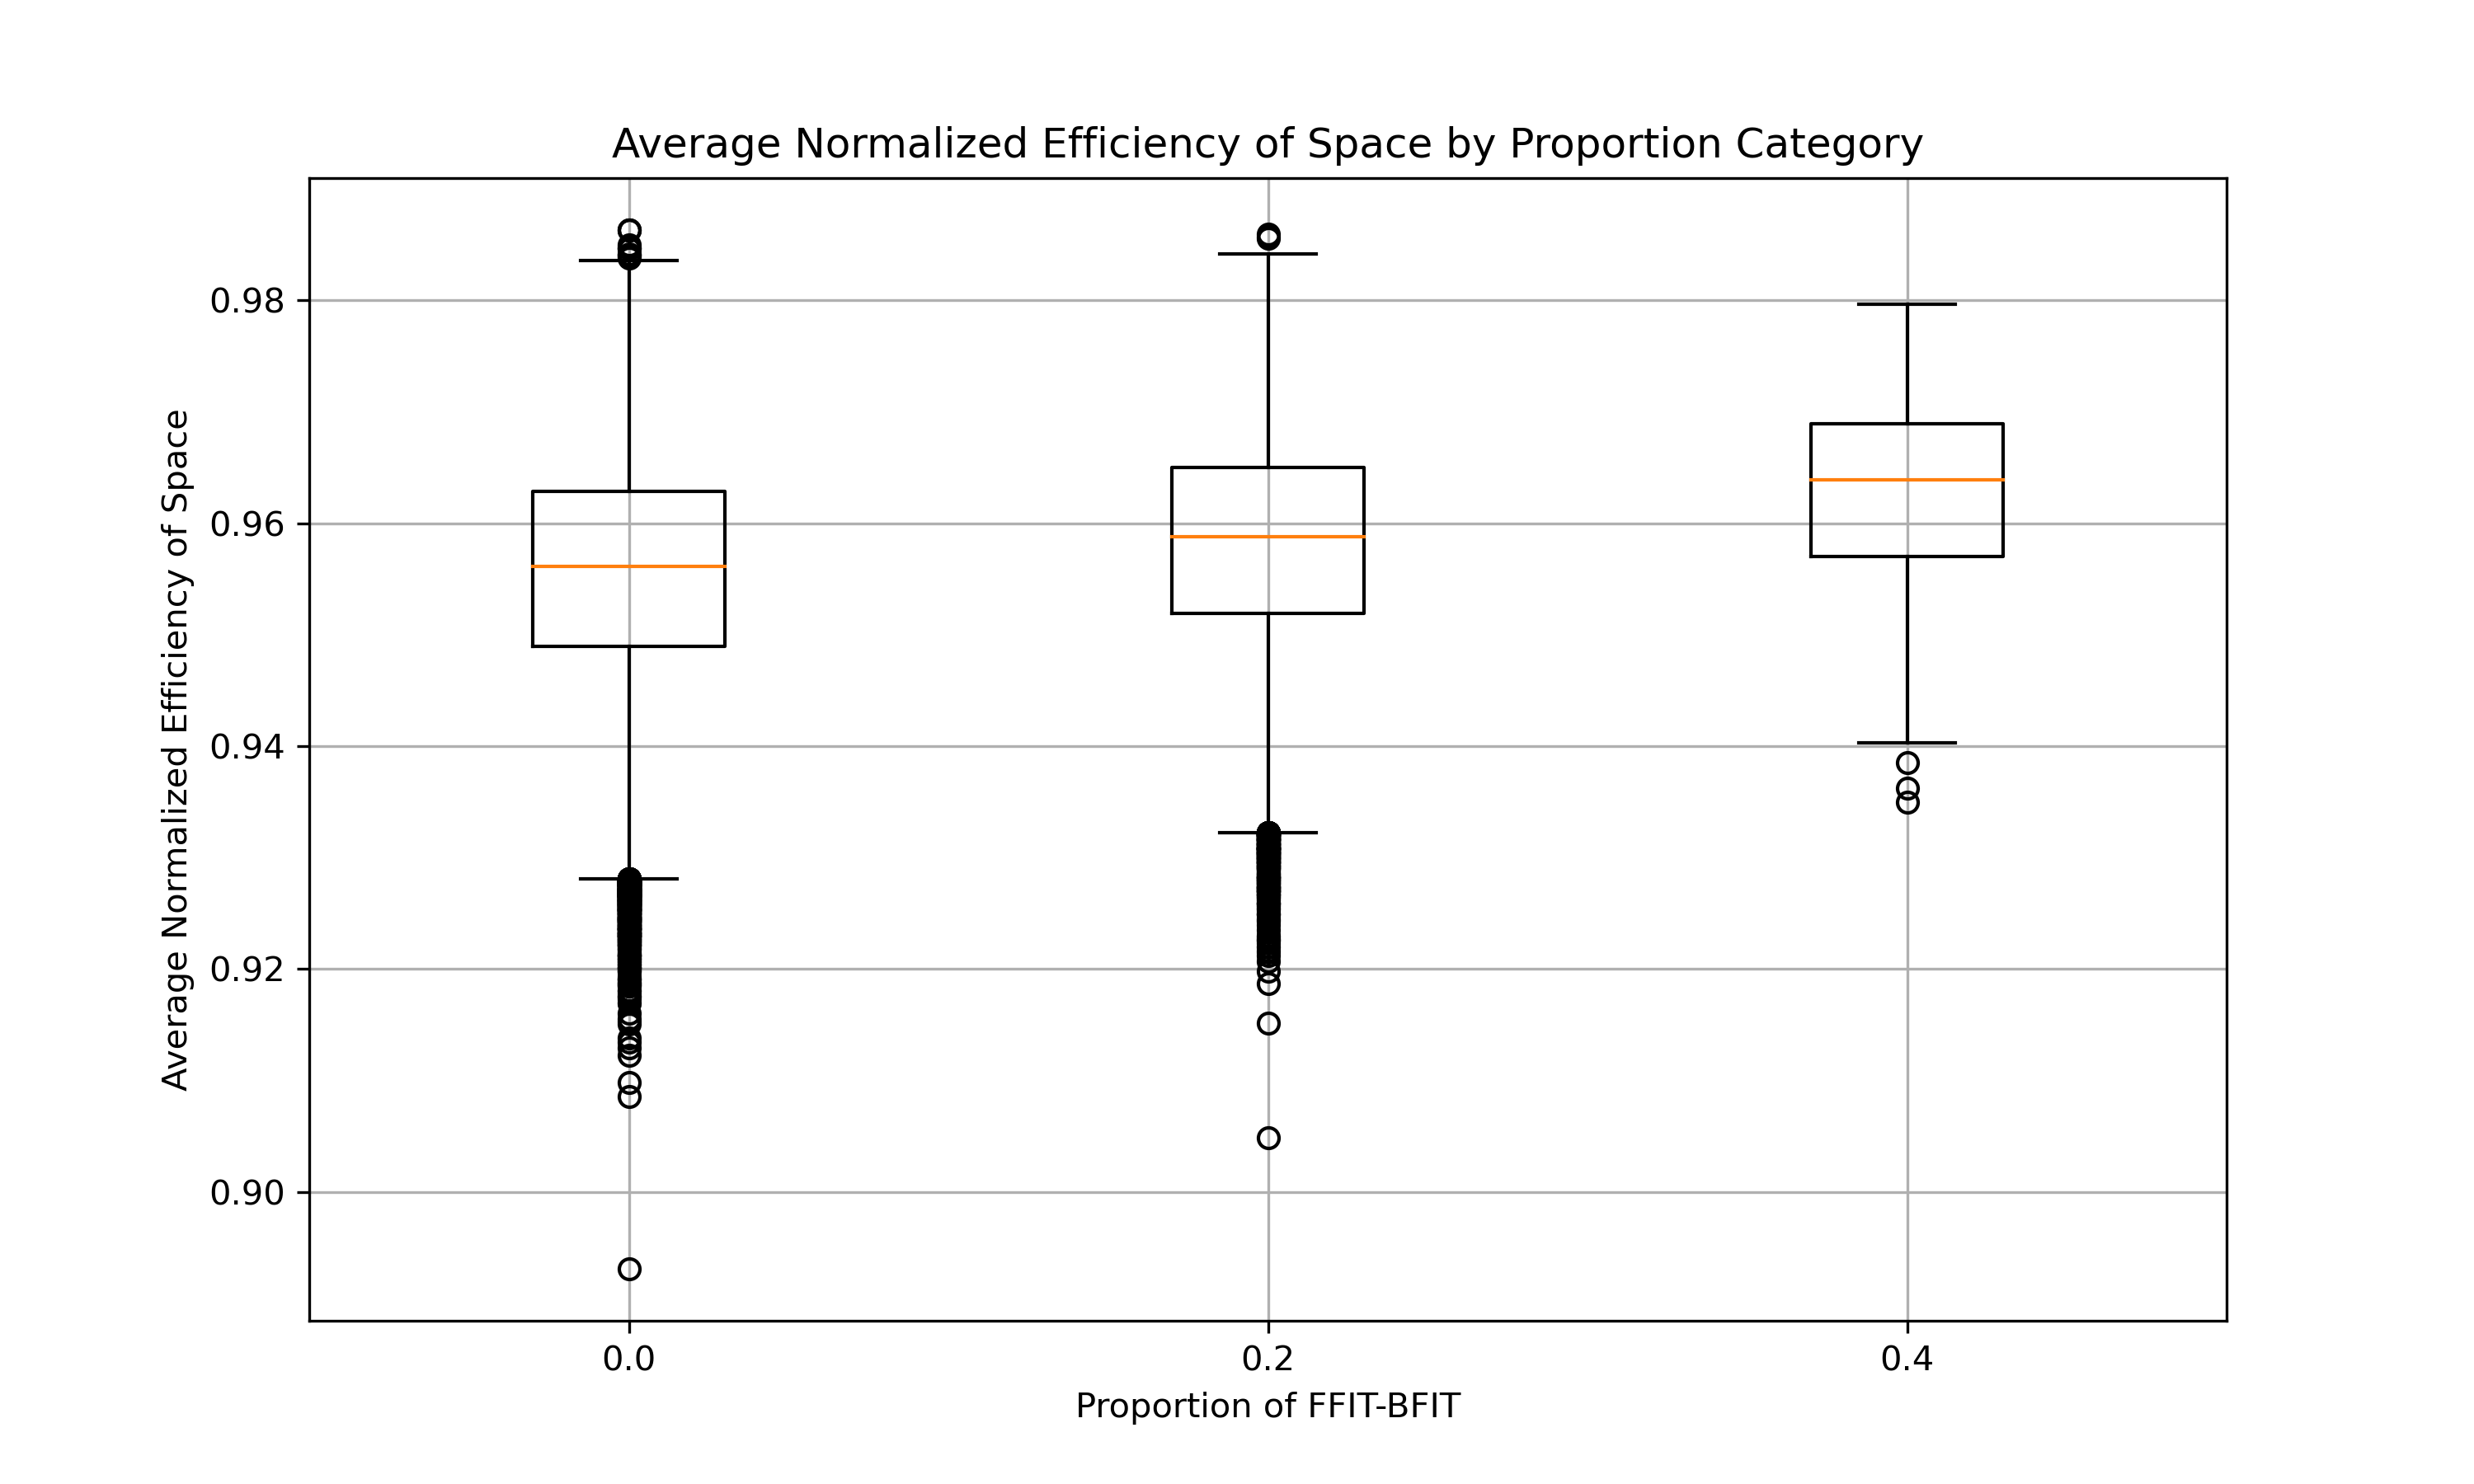 Average Normalized Efficiency of Space by Proportion Category
Average Normalized Efficiency of Space
0.98
0.96
0.94
0.92
0.90
0.0
0.2
0.4
Proportion of FFIT-BFIT